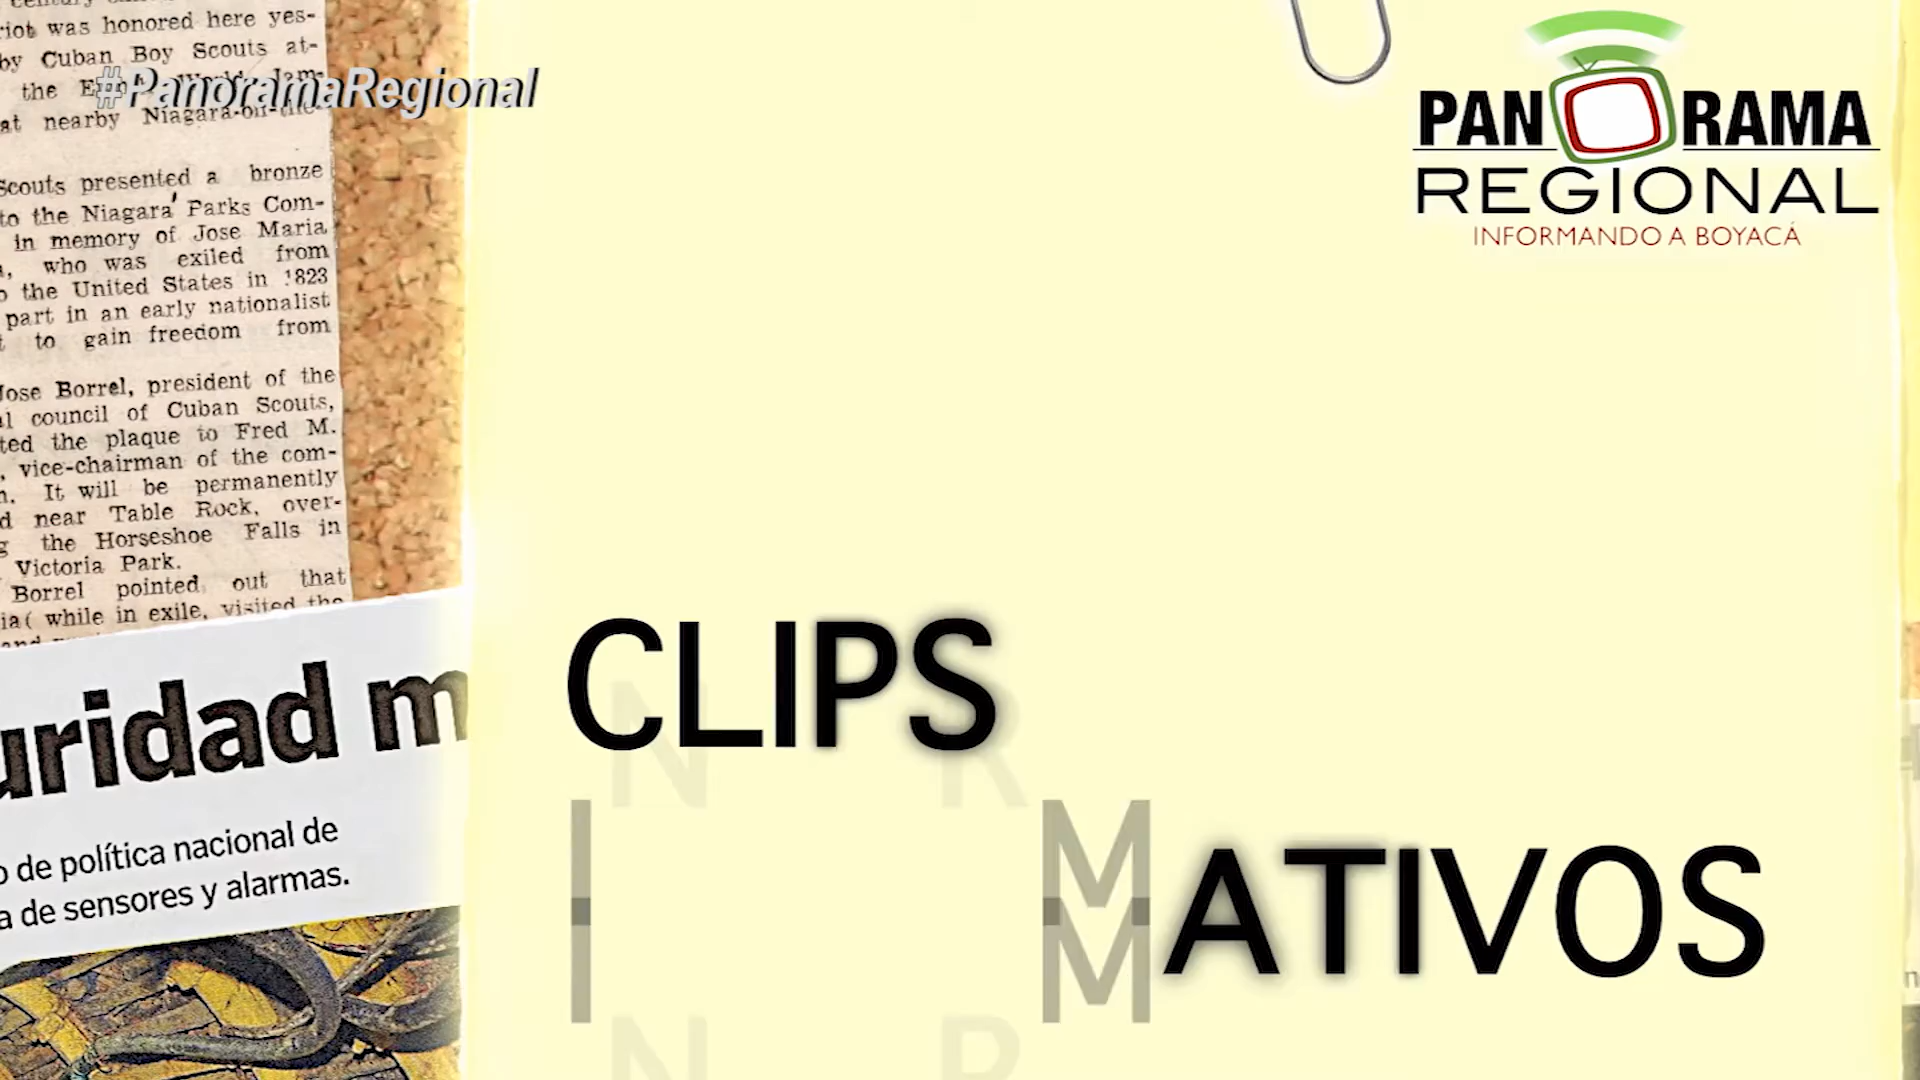 riot was honored here yes-
by Cuban Boy Scouts at-
the
#PanoramaRegional
at nearby Niagara-on-the-
Scouts presented a bronze
to the Niagara Parks Com-
in memory of Jose Maria
who was exiled from
the United States in 1823
part in an early nationalist
to gain freedom from
Jose Borrel, president of the
council of Cuban Scouts,
the plaque to Fred M.
vice-chairman of the com-
It will be permanently
near Table Rock, over-
the Horseshoe Falls in
Victoria Park.
Borrel pointed out that
while in exile, visited the
uridad m
o de política nacional de
a de sensores y alarmas.
PANORAMA
REGIONAL
INFORMANDO A BOYACÁ
CLIPS
I M ATIVOS